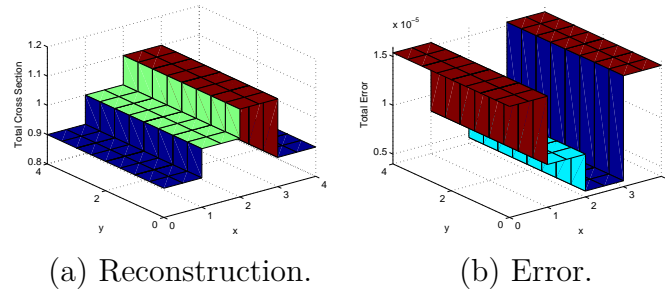 1.2
1.1
1
0.9
0.8
Total Cross Section
4
2
0
y
0
1
2
3
4
x
(a) Reconstruction.
x 10⁻⁵
1.5
1
0.5
Total Error
4
2
0
y
0
1
2
3
4
x
(b) Error.